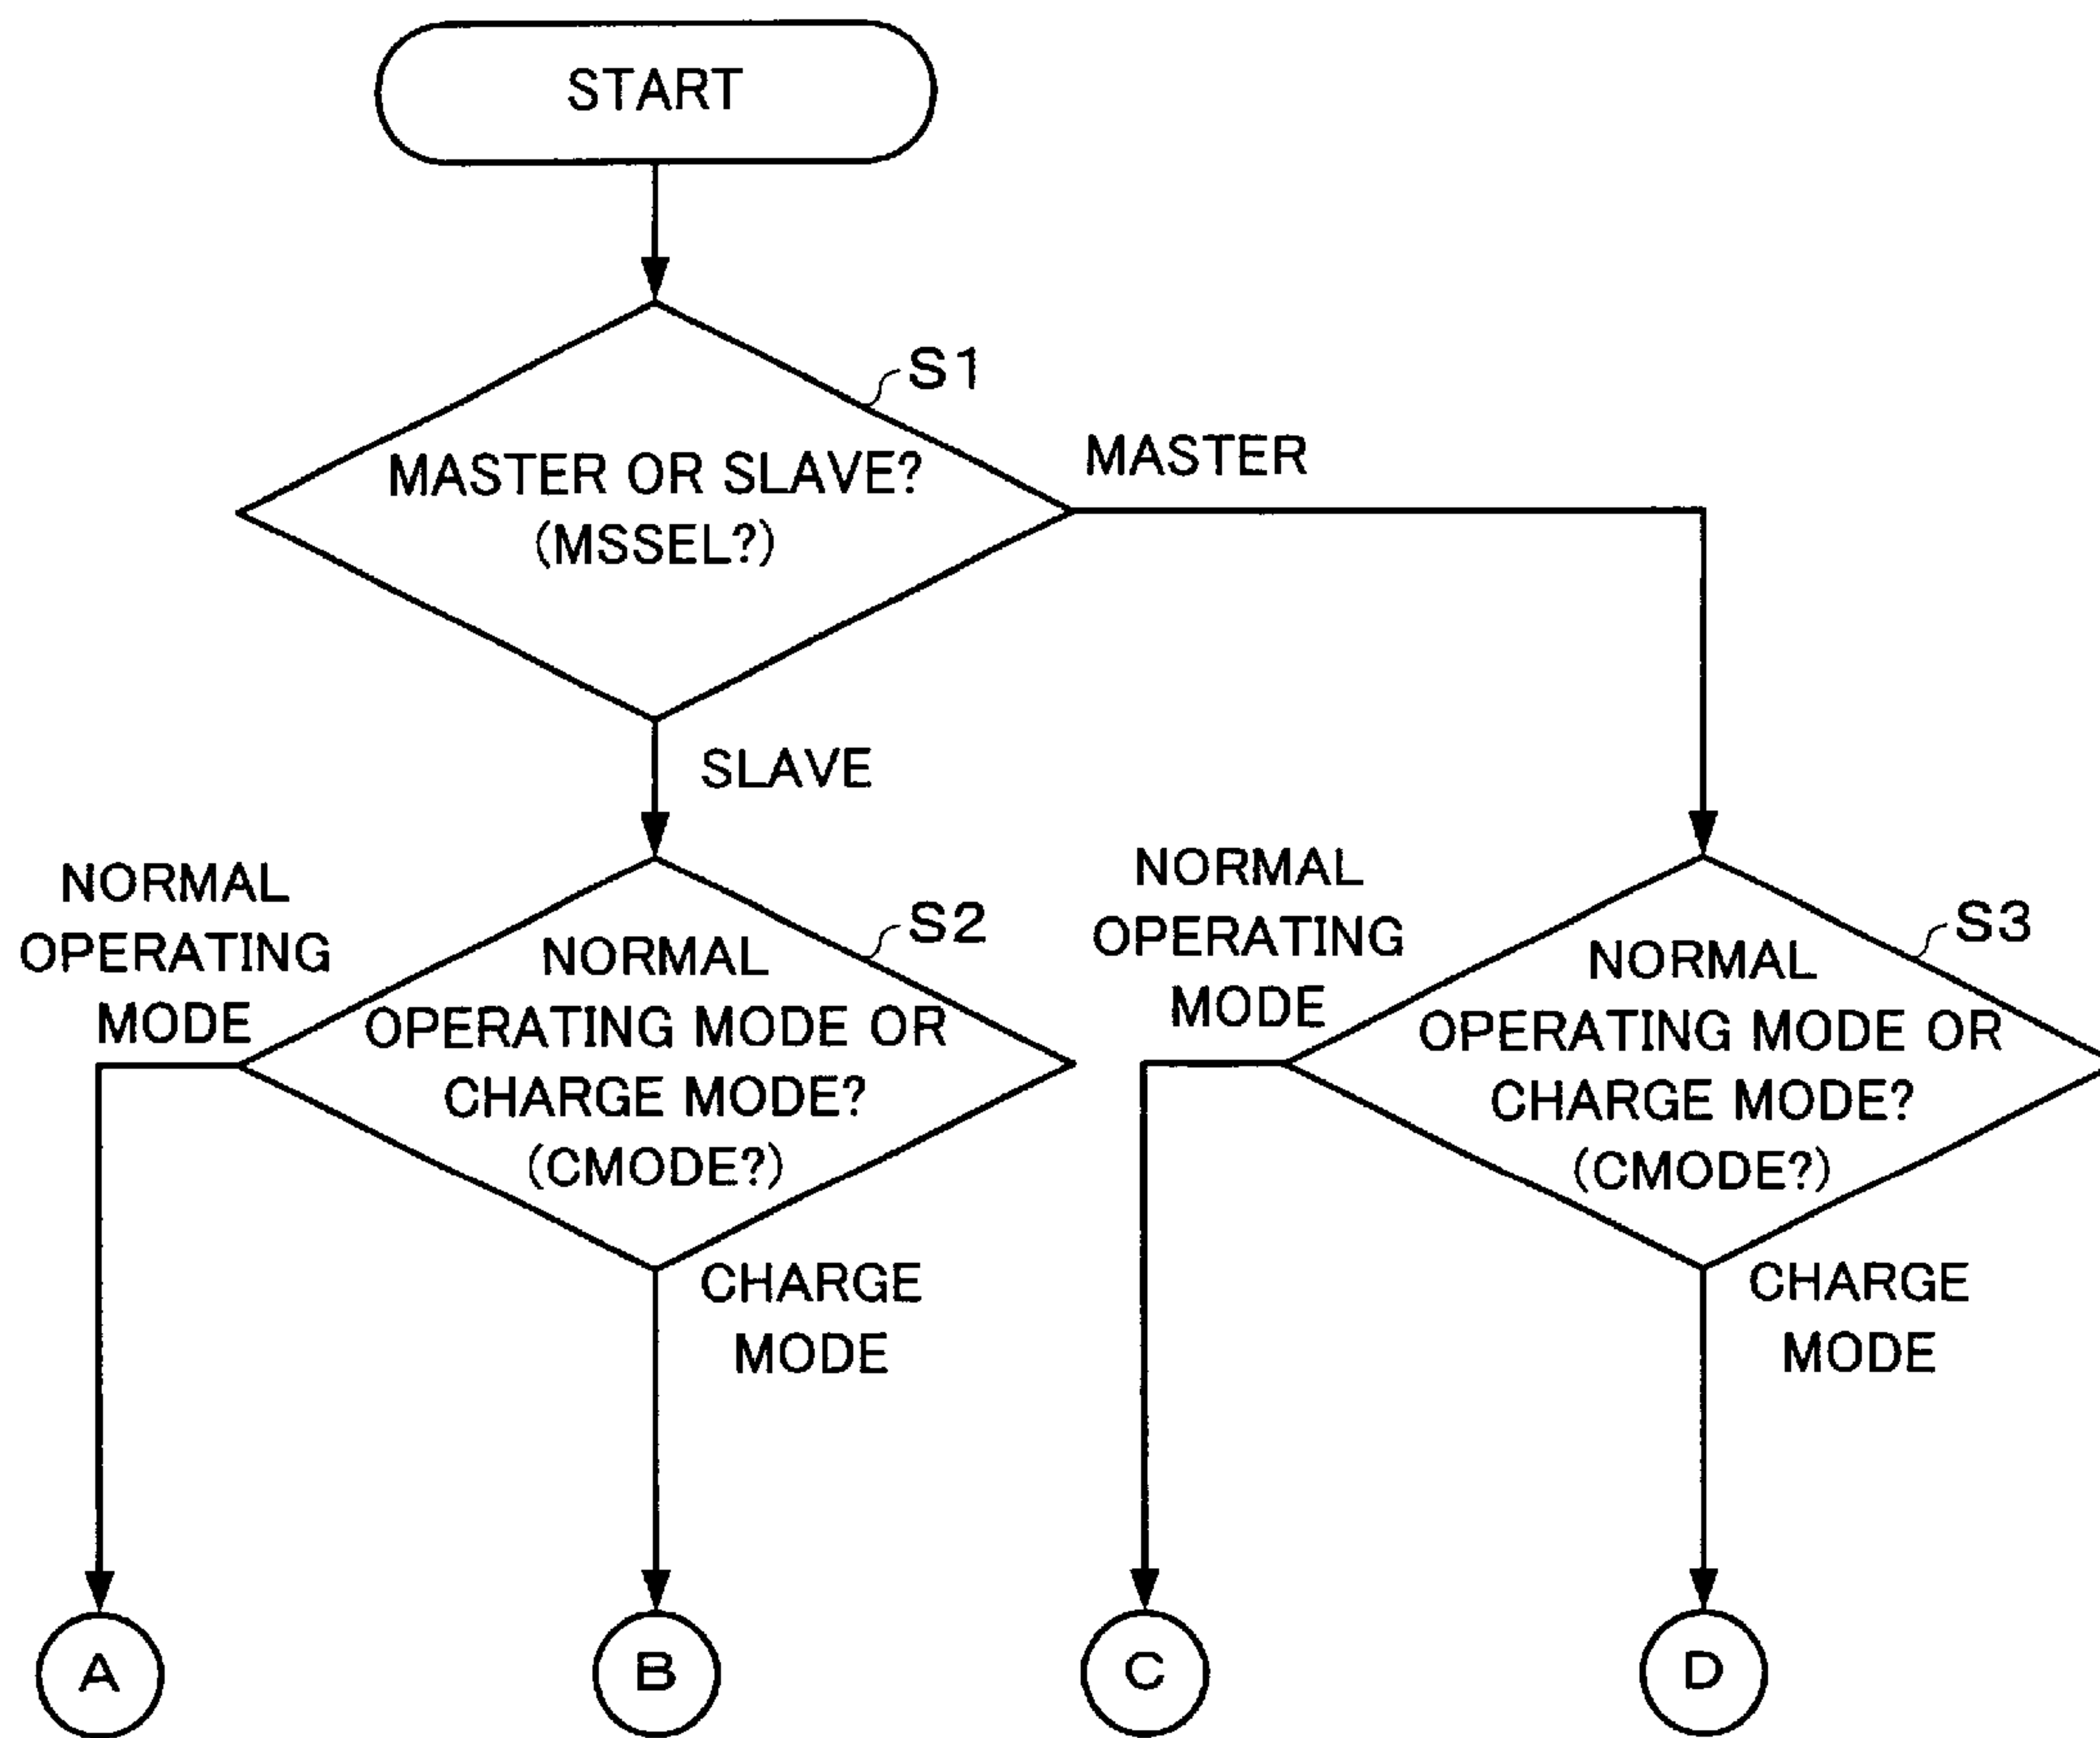 START
S1
MASTER OR SLAVE?
(MSSEL?)
MASTER
SLAVE
NORMAL
OPERATING
MODE
S2
NORMAL
OPERATING MODE OR
CHARGE MODE?
(CMODE?)
CHARGE
MODE
NORMAL
OPERATING
MODE
S3
NORMAL
OPERATING MODE OR
CHARGE MODE?
(CMODE?)
CHARGE
MODE
A
B
C
D